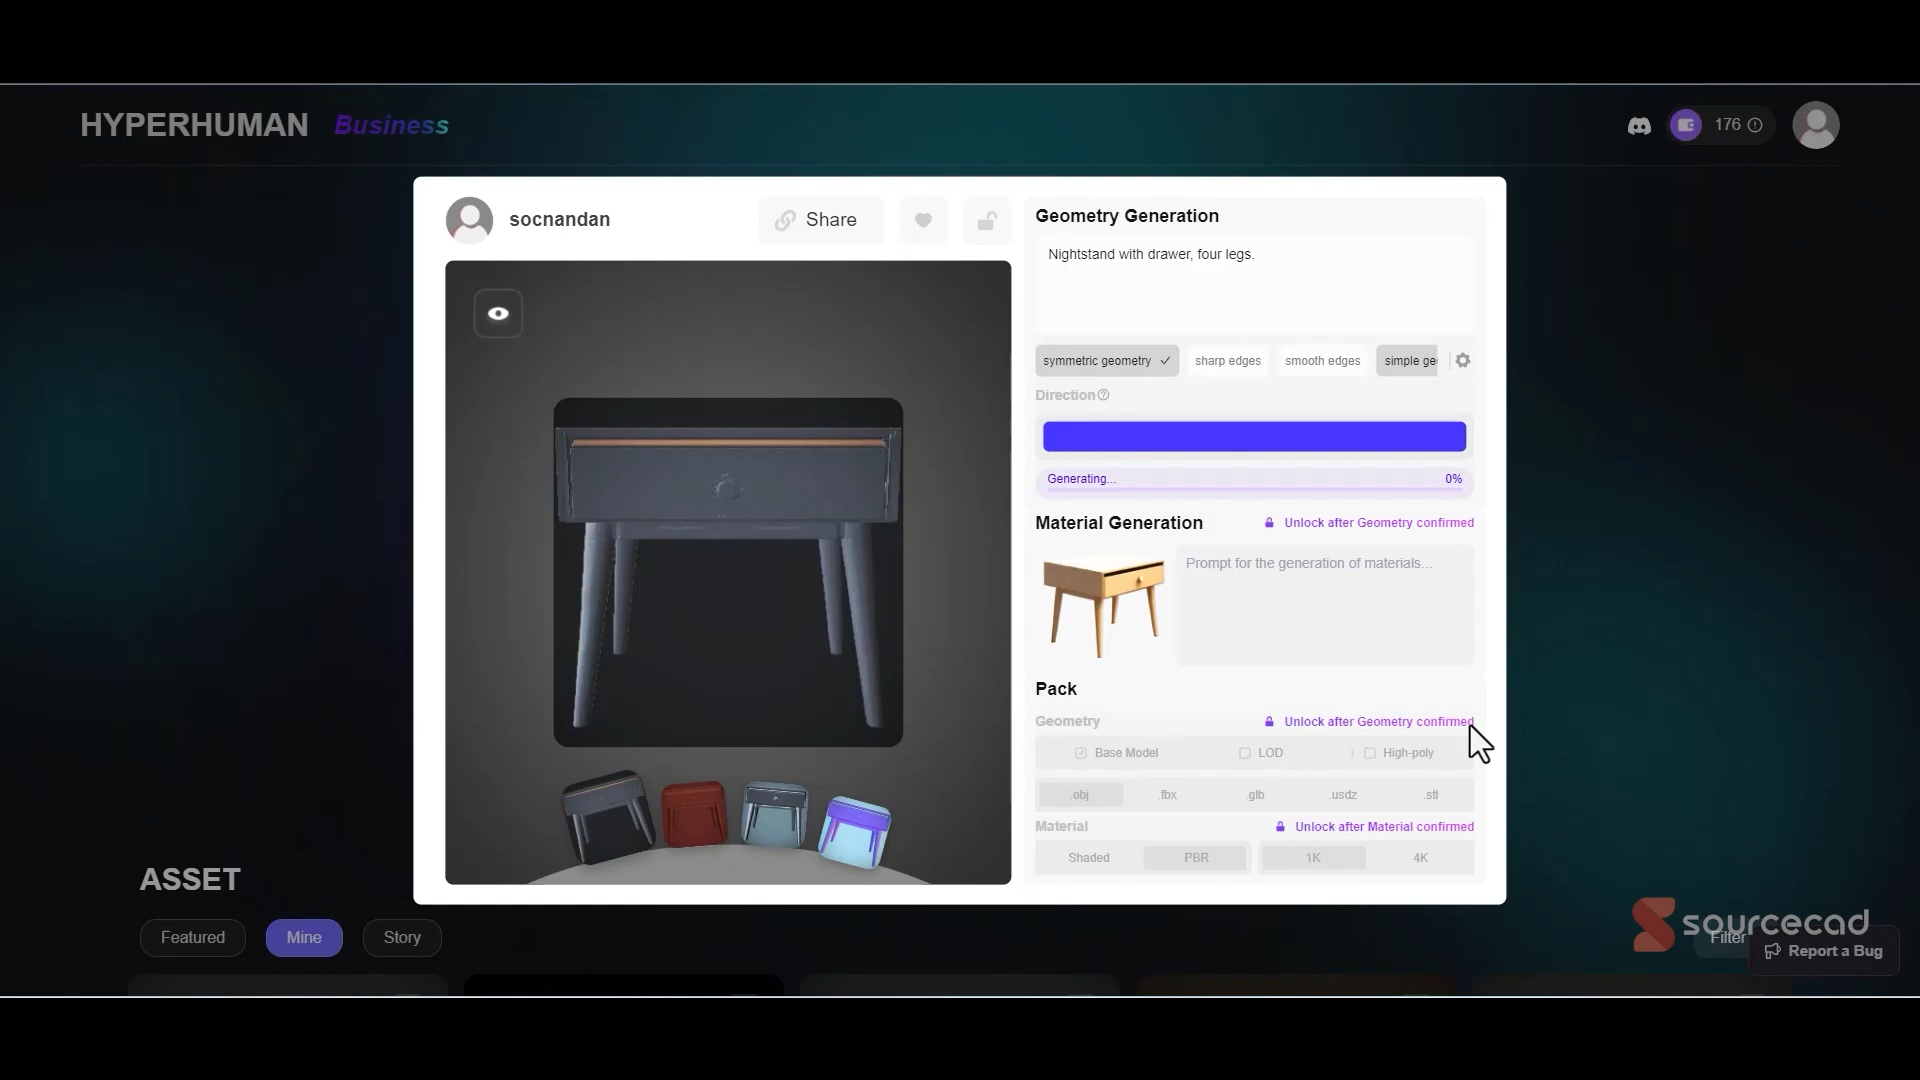 HYPERHUMAN Business
176
socnandan
Share
Geometry Generation
Nightstand with drawer, four legs.
symmetric geometry
sharp edges
smooth edges
simple ge
Direction
Generating...
0%
Material Generation
Unlock after Geometry confirmed
Prompt for the generation of materials...
Pack
Geometry
Unlock after Geometry confirmed
Base Model
LOD
High-poly
.obj
.fbx
.glb
.usdz
.stl
Material
Unlock after Material confirmed
Shaded
PBR
1K
4K
ASSET
Featured
Mine
Story
sourcecad
Filter
Report a Bug